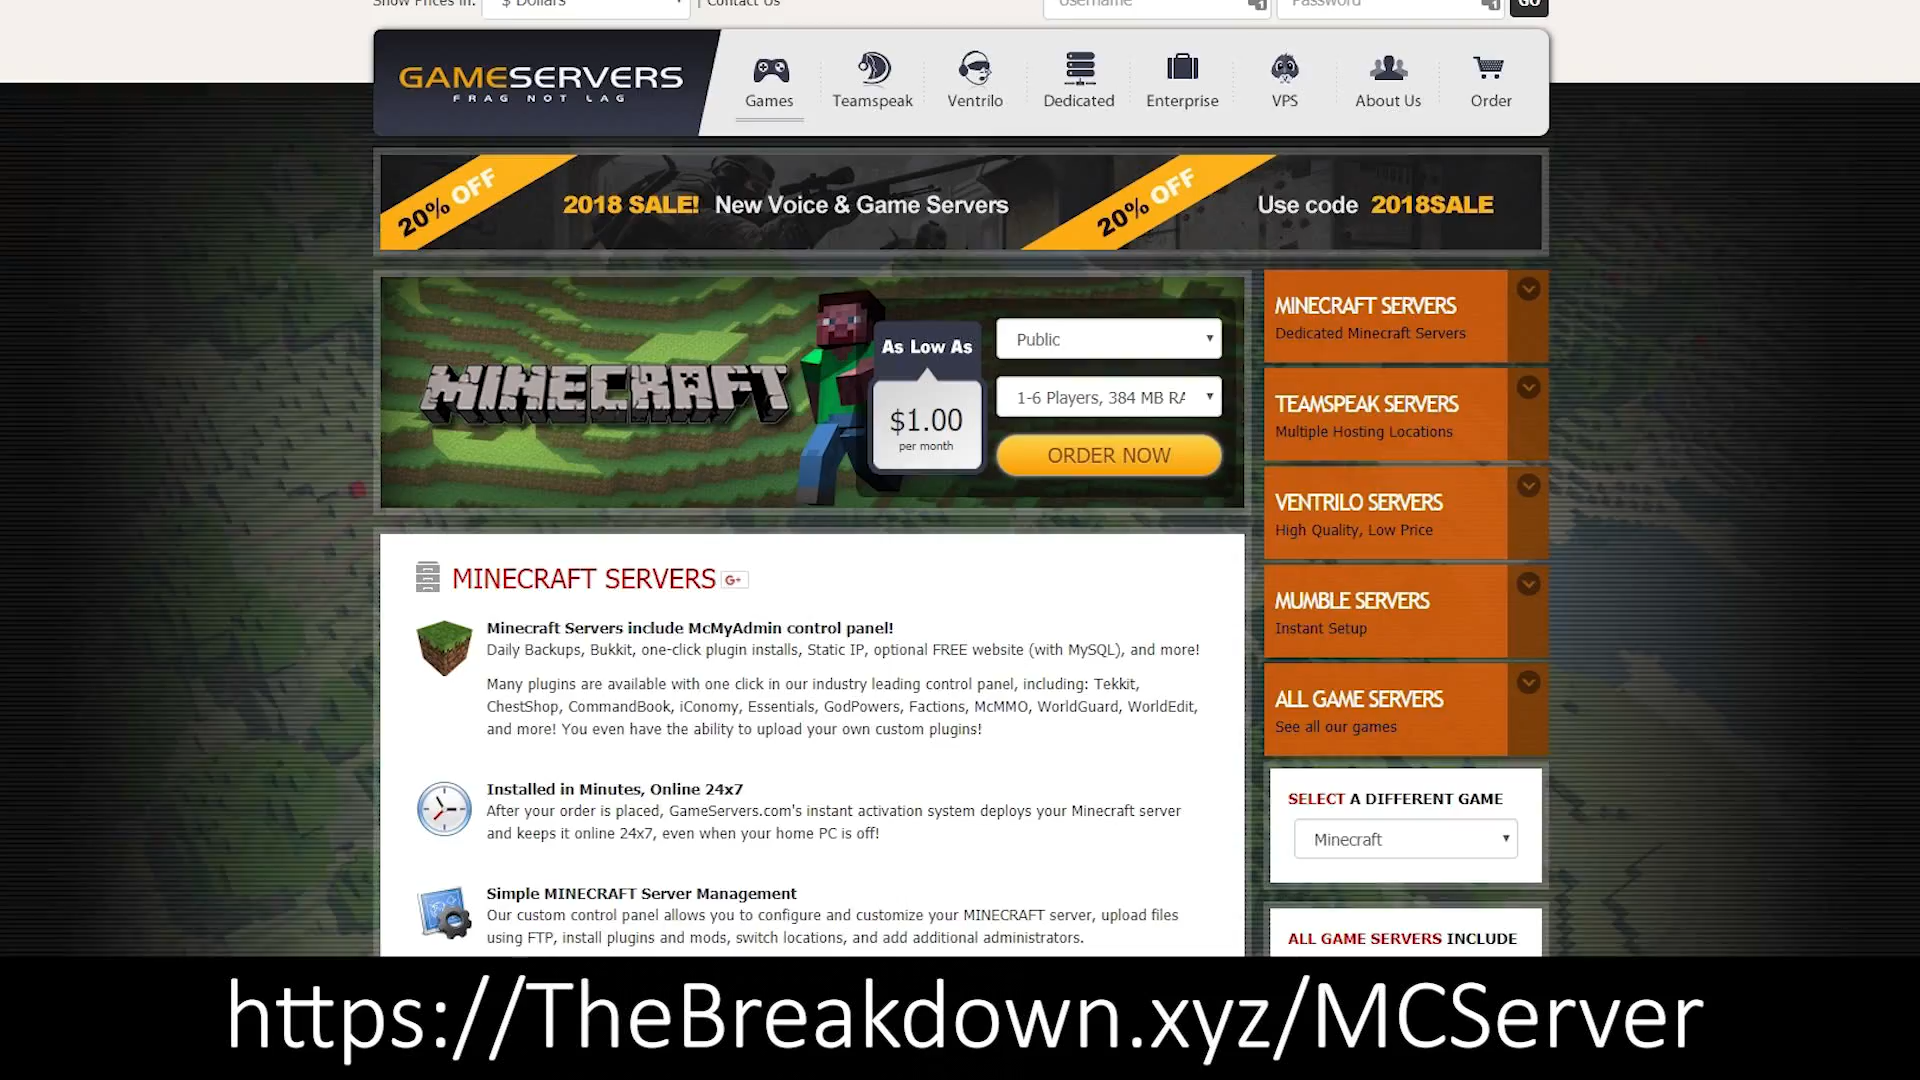 Show Prices in: $ Dollars | Contact Us Username Password GO
GAMESERVERS
FRAG NOT LAG
Games Teamspeak Ventrilo Dedicated Enterprise VPS About Us Order
20% OFF 2018 SALE! New Voice & Game Servers 20% OFF Use code 2018SALE
MINECRAFT
As Low As
$1.00
per month
Public
1-6 Players, 384 MB RA
ORDER NOW
MINECRAFT SERVERS
Dedicated Minecraft Servers
TEAMSPEAK SERVERS
Multiple Hosting Locations
VENTRILO SERVERS
High Quality, Low Price
MUMBLE SERVERS
Instant Setup
ALL GAME SERVERS
See all our games
SELECT A DIFFERENT GAME
Minecraft
ALL GAME SERVERS INCLUDE
MINECRAFT SERVERS G+
Minecraft Servers include McMyAdmin control panel!
Daily Backups, Bukkit, one-click plugin installs, Static IP, optional FREE website (with MySQL), and more!
Many plugins are available with one click in our industry leading control panel, including: Tekkit,
ChestShop, CommandBook, iConomy, Essentials, GodPowers, Factions, McMMO, WorldGuard, WorldEdit,
and more! You even have the ability to upload your own custom plugins!
Installed in Minutes, Online 24x7
After your order is placed, GameServers.com's instant activation system deploys your Minecraft server
and keeps it online 24x7, even when your home PC is off!
Simple MINECRAFT Server Management
Our custom control panel allows you to configure and customize your MINECRAFT server, upload files
using FTP, install plugins and mods, switch locations, and add additional administrators.
https://TheBreakdown.xyz/MCServer